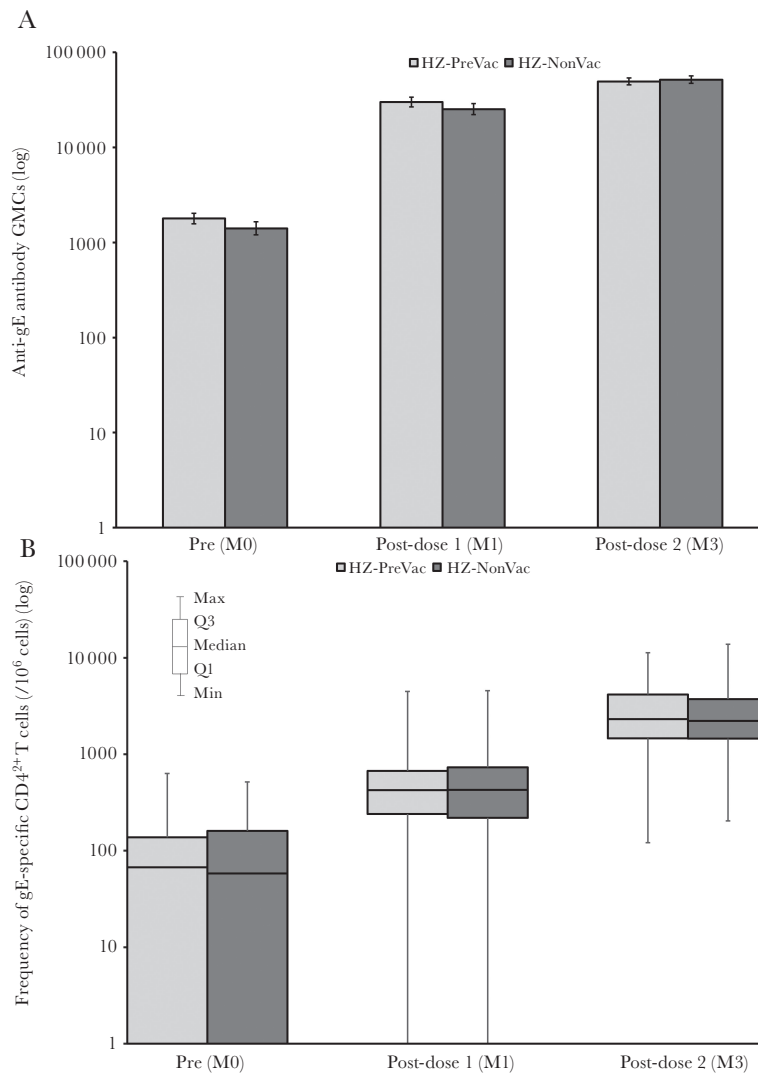 A
Anti-gE antibody GMCs (log)
HZ-PreVac HZ-NonVac
100 000
10 000
1000
100
10
1
Pre (M0) Post-dose 1 (M1) Post-dose 2 (M3)
B
Frequency of gE-specific CD4²⁺T cells (/10⁶ cells) (log)
HZ-PreVac HZ-NonVac
100 000
10 000
1000
100
10
1
Max
Q3
Median
Q1
Min
Pre (M0) Post-dose 1 (M1) Post-dose 2 (M3)